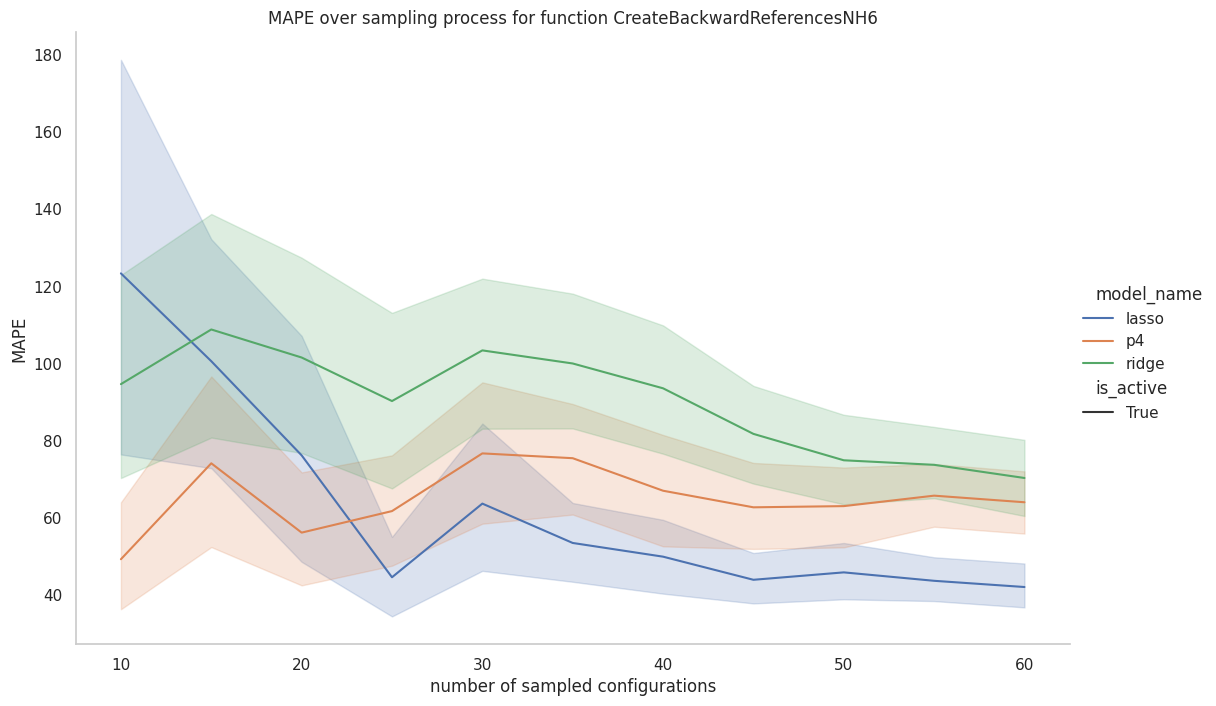 MAPE over sampling process for function CreateBackwardReferencesNH6
180
160
140
120
100
80
60
40
MAPE
10
20
30
40
50
60
number of sampled configurations
model_name
lasso
p4
ridge
is_active
True